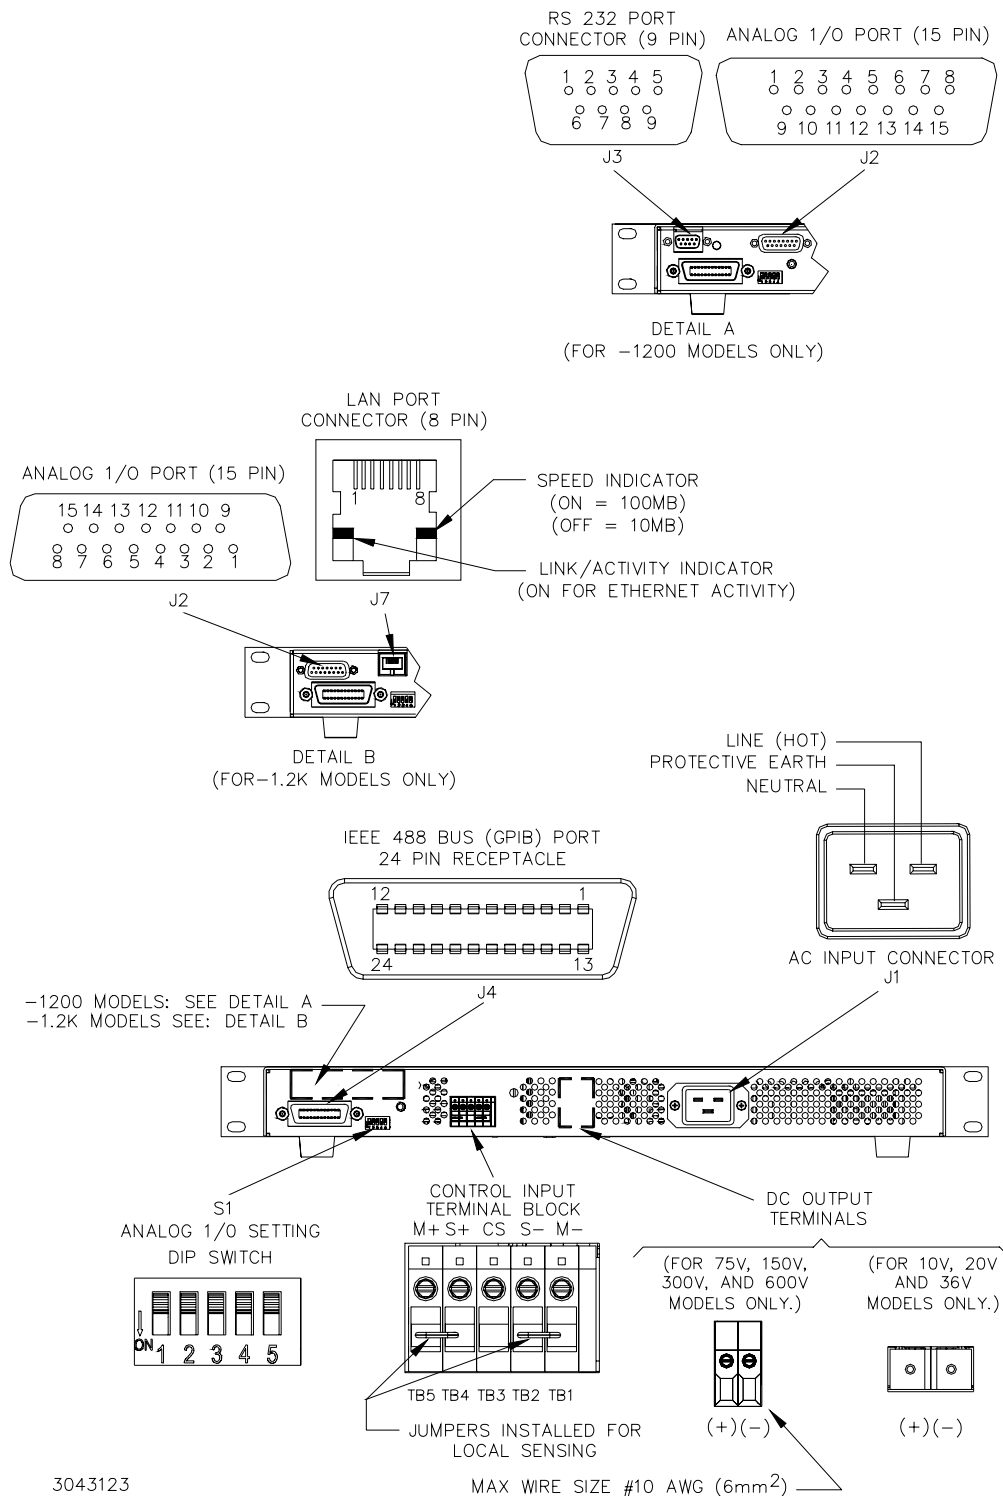 RS 232 PORT
CONNECTOR (9 PIN)
1 2 3 4 5
6 7 8 9
J3
ANALOG 1/O PORT (15 PIN)
1 2 3 4 5 6 7 8
9 10 11 12 13 14 15
J2
DETAIL A
(FOR -1200 MODELS ONLY)
LAN PORT
CONNECTOR (8 PIN)
1 8
SPEED INDICATOR
(ON = 100MB)
(OFF = 10MB)
LINK/ACTIVITY INDICATOR
(ON FOR ETHERNET ACTIVITY)
J7
ANALOG 1/O PORT (15 PIN)
15 14 13 12 11 10 9
8 7 6 5 4 3 2 1
J2
DETAIL B
(FOR-1.2K MODELS ONLY)
LINE (HOT)
PROTECTIVE EARTH
NEUTRAL
AC INPUT CONNECTOR
J1
IEEE 488 BUS (GPIB) PORT
24 PIN RECEPTACLE
12 1
24 13
J4
-1200 MODELS: SEE DETAIL A
-1.2K MODELS SEE: DETAIL B
S1
ANALOG 1/0 SETTING
DIP SWITCH
ON
1 2 3 4 5
CONTROL INPUT
TERMINAL BLOCK
M+ S+ CS S- M-
TB5 TB4 TB3 TB2 TB1
JUMPERS INSTALLED FOR
LOCAL SENSING
DC OUTPUT
TERMINALS
(FOR 75V, 150V,
300V, AND 600V
MODELS ONLY.)
(+)(-)
(FOR 10V, 20V
AND 36V
MODELS ONLY.)
(+)(-)
MAX WIRE SIZE #10 AWG (6mm²)
3043123